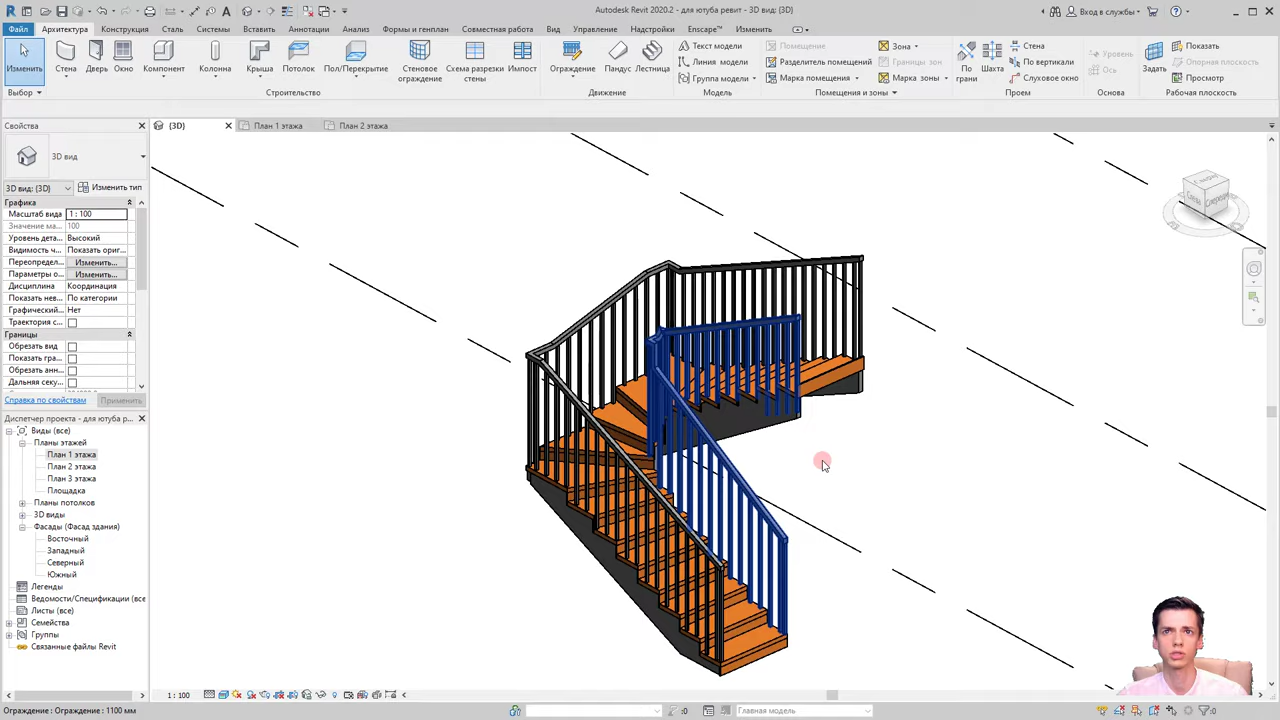 Autodesk Revit 2020.2 - для ютуба ревит - 3D вид: {3D}
Вход в службы
Файл Архитектура Конструкция Сталь Системы Вставить Аннотации Анализ Формы и генплан Совместная работа Вид Управление Надстройки Enscape™ Изменить
Изменить Стена Дверь Окно Компонент Колонна Крыша Потолок Пол/Перекрытие Стеновое ограждение Схема разрезки стены Импост Ограждение Пандус Лестница
Текст модели
Линия модели
Группа модели
Помещение
Разделитель помещений
Марка помещения
Зона
Границы зон
Марка зоны
По грани
Шахта
Стена
По вертикали
Слуховое окно
Уровень
Ось
Задать
Показать
Опорная плоскость
Просмотр
Выбор Строительство Движение Модель Помещения и зоны Проем Основа Рабочая плоскость
Свойства
{3D} План 1 этажа План 2 этажа
3D вид
3D вид: {3D} Изменить тип
Графика
Масштаб вида 1 : 100
Значение ма... 100
Уровень дета... Высокий
Видимость ч... Показать ориг...
Переопредел... Изменить...
Параметры о... Изменить...
Дисциплина Координация
Показать нев... По категории
Графический... Нет
Траектория с...
Границы
Обрезать вид
Показать гра...
Обрезать анн...
Дальняя секу...
Справка по свойствам Применить
Диспетчер проекта - для ютуба р...
Виды (все)
Планы этажей
План 1 этажа
План 2 этажа
План 3 этажа
Площадка
Планы потолков
3D виды
Фасады (Фасад здания)
Восточный
Западный
Северный
Южный
Легенды
Ведомости/Спецификации (все
Листы (все)
Семейства
Группы
Связанные файлы Revit
1 : 100
Ограждение : Ограждение : 1100 мм
:0 Главная модель :0